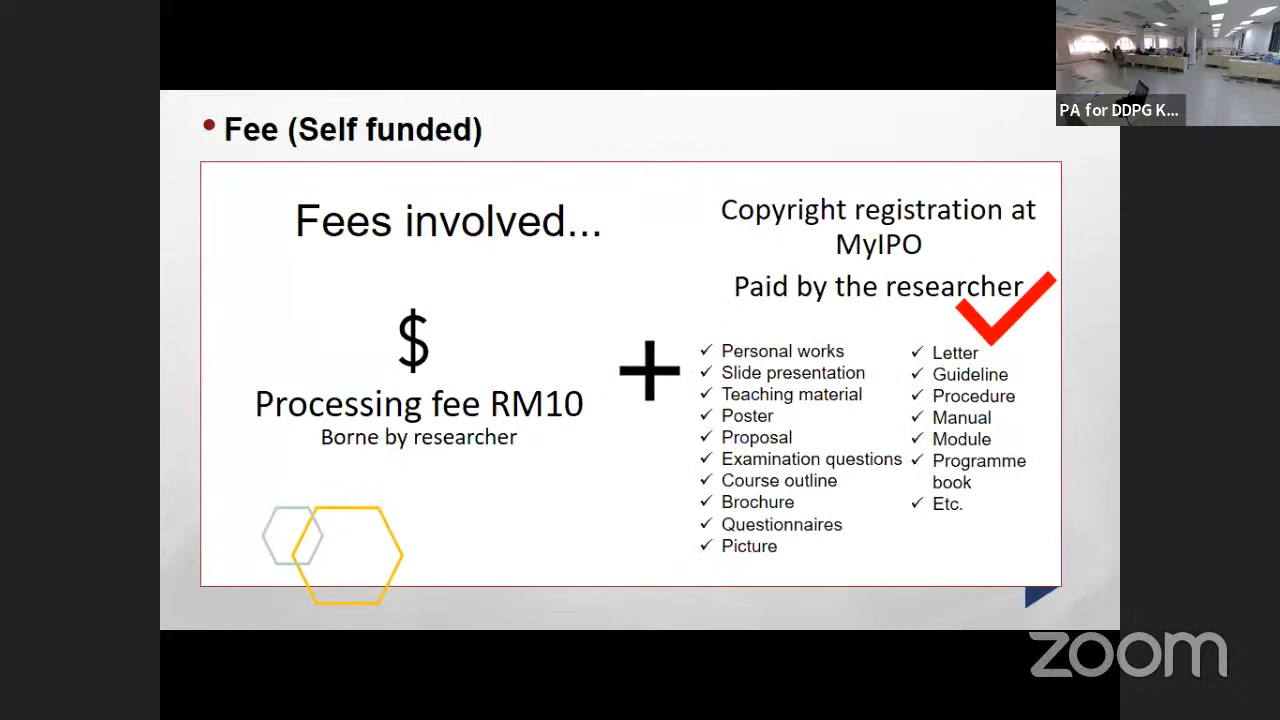 PA for DDPG K...
• Fee (Self funded)
Fees involved...
$
Processing fee RM10
Borne by researcher
+
Copyright registration at
MyIPO
Paid by the researcher
✓ Personal works
✓ Slide presentation
✓ Teaching material
✓ Poster
✓ Proposal
✓ Examination questions
✓ Course outline
✓ Brochure
✓ Questionnaires
✓ Picture
✓ Letter
✓ Guideline
✓ Procedure
✓ Manual
✓ Module
✓ Programme
book
✓ Etc.
zoom